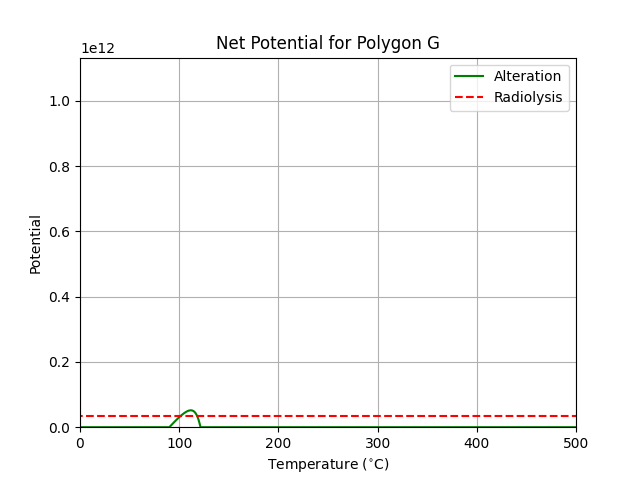 Net Potential for Polygon G
1e12
Alteration
Radiolysis
1.0
0.8
0.6
0.4
0.2
0.0
Potential
0 100 200 300 400 500
Temperature (°C)